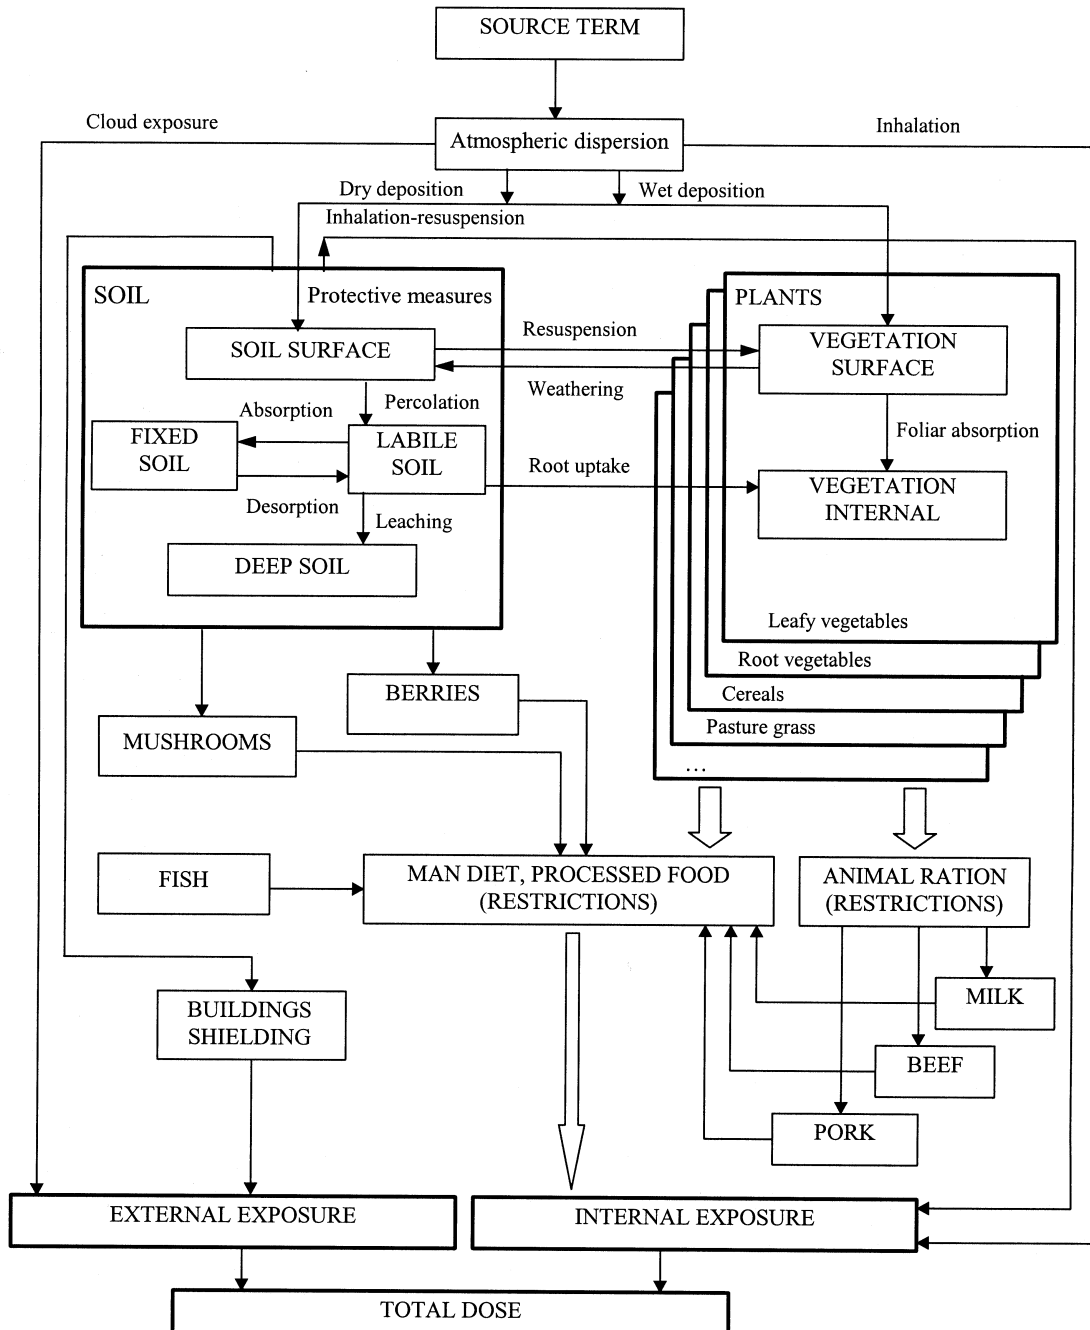 SOURCE TERM
Cloud exposure
Inhalation
Atmospheric dispersion
Dry deposition
Wet deposition
Inhalation-resuspension
SOIL
Protective measures
PLANTS
SOIL SURFACE
Resuspension
VEGETATION
SURFACE
Weathering
Absorption
Percolation
FIXED
SOIL
LABILE
SOIL
Foliar absorption
Root uptake
VEGETATION
INTERNAL
Desorption
Leaching
DEEP SOIL
Leafy vegetables
Root vegetables
Cereals
Pasture grass
...
BERRIES
MUSHROOMS
FISH
MAN DIET, PROCESSED FOOD
(RESTRICTIONS)
ANIMAL RATION
(RESTRICTIONS)
BUILDINGS
SHIELDING
MILK
BEEF
PORK
EXTERNAL EXPOSURE
INTERNAL EXPOSURE
TOTAL DOSE